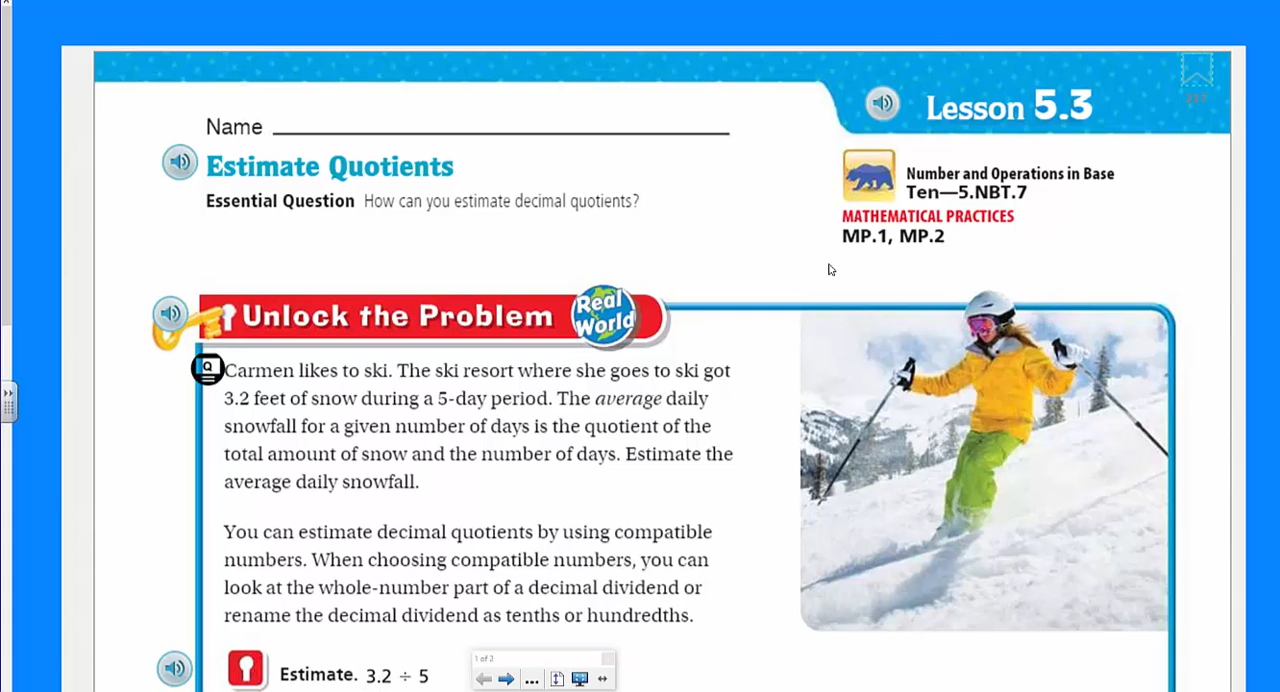 Lesson 5.3
Name
Estimate Quotients
Essential Question How can you estimate decimal quotients?
Number and Operations in Base
Ten—5.NBT.7
MATHEMATICAL PRACTICES
MP.1, MP.2
Unlock the Problem
Real
World
Q
Carmen likes to ski. The ski resort where she goes to ski got
3.2 feet of snow during a 5-day period. The average daily
snowfall for a given number of days is the quotient of the
total amount of snow and the number of days. Estimate the
average daily snowfall.
You can estimate decimal quotients by using compatible
numbers. When choosing compatible numbers, you can
look at the whole-number part of a decimal dividend or
rename the decimal dividend as tenths or hundredths.
Estimate. 3.2 ÷ 5
1 of 2